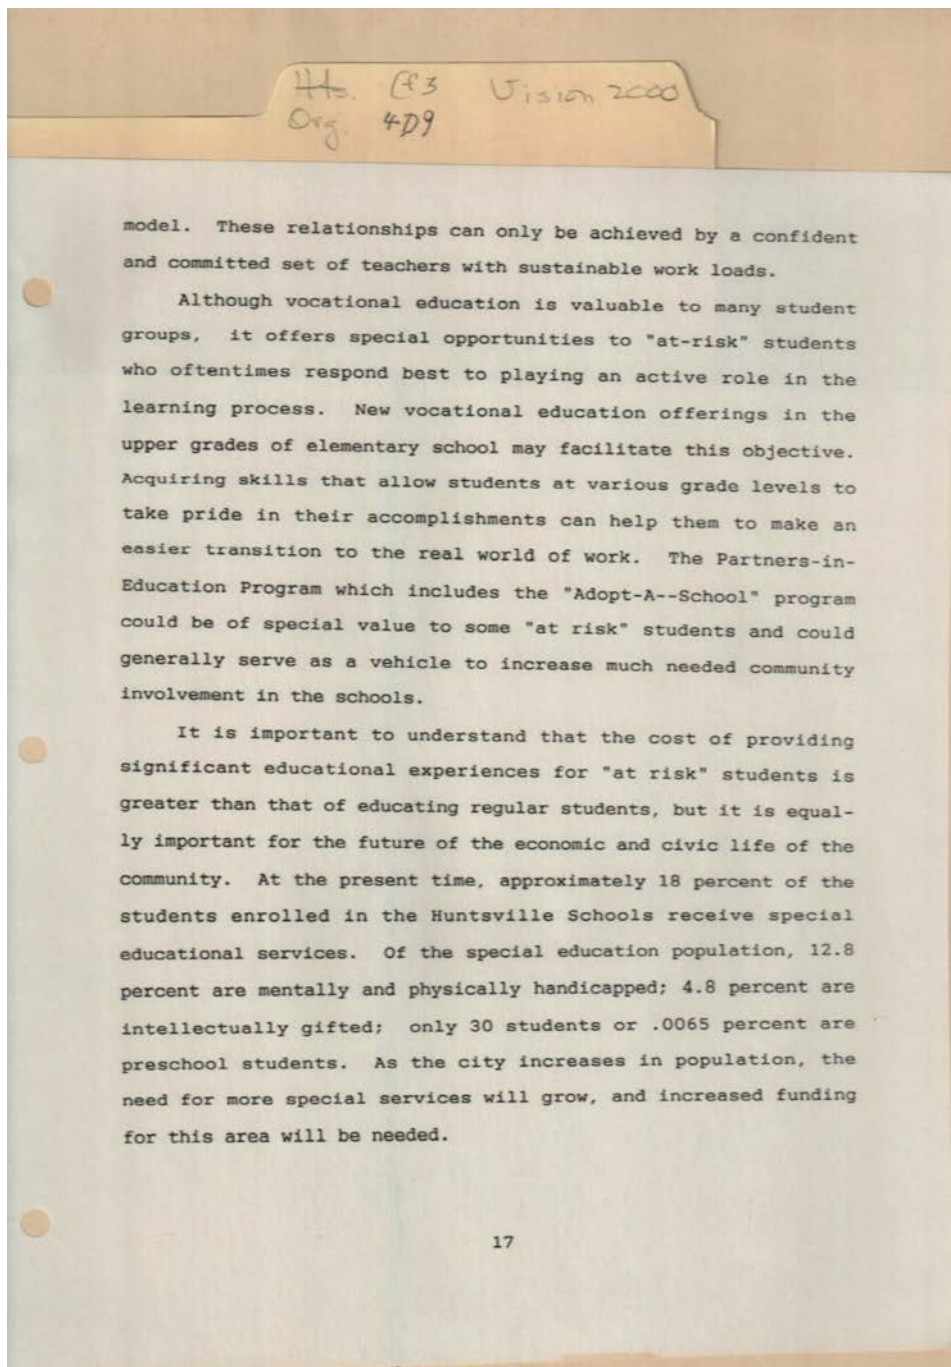 Hts. Cf3 Vision 2000
Org. 4D9
model. These relationships can only be achieved by a confident
and committed set of teachers with sustainable work loads.
Although vocational education is valuable to many student
groups, it offers special opportunities to "at-risk" students
who oftentimes respond best to playing an active role in the
learning process. New vocational education offerings in the
upper grades of elementary school may facilitate this objective.
Acquiring skills that allow students at various grade levels to
take pride in their accomplishments can help them to make an
easier transition to the real world of work. The Partners-in-
Education Program which includes the "Adopt-A--School" program
could be of special value to some "at risk" students and could
generally serve as a vehicle to increase much needed community
involvement in the schools.
It is important to understand that the cost of providing
significant educational experiences for "at risk" students is
greater than that of educating regular students, but it is equal-
ly important for the future of the economic and civic life of the
community. At the present time, approximately 18 percent of the
students enrolled in the Huntsville Schools receive special
educational services. Of the special education population, 12.8
percent are mentally and physically handicapped; 4.8 percent are
intellectually gifted; only 30 students or .0065 percent are
preschool students. As the city increases in population, the
need for more special services will grow, and increased funding
for this area will be needed.
17